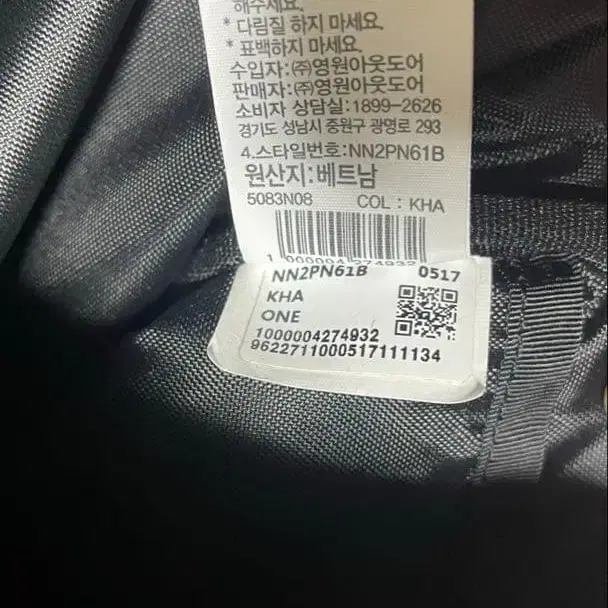 해주세요.
* 다림질 하지 마세요.
* 표백하지 마세요.
수입자:㈜영원아웃도어
판매자:㈜영원아웃도어
소비자 상담실:1899-2626
경기도 성남시 중원구 광명로 293
4.스타일번호:NN2PN61B
원산지:베트남
5083N08 COL : KHA
1 000004 274932
NN2PN61B 0517
KHA
ONE
1000004274932
9622711000517111134